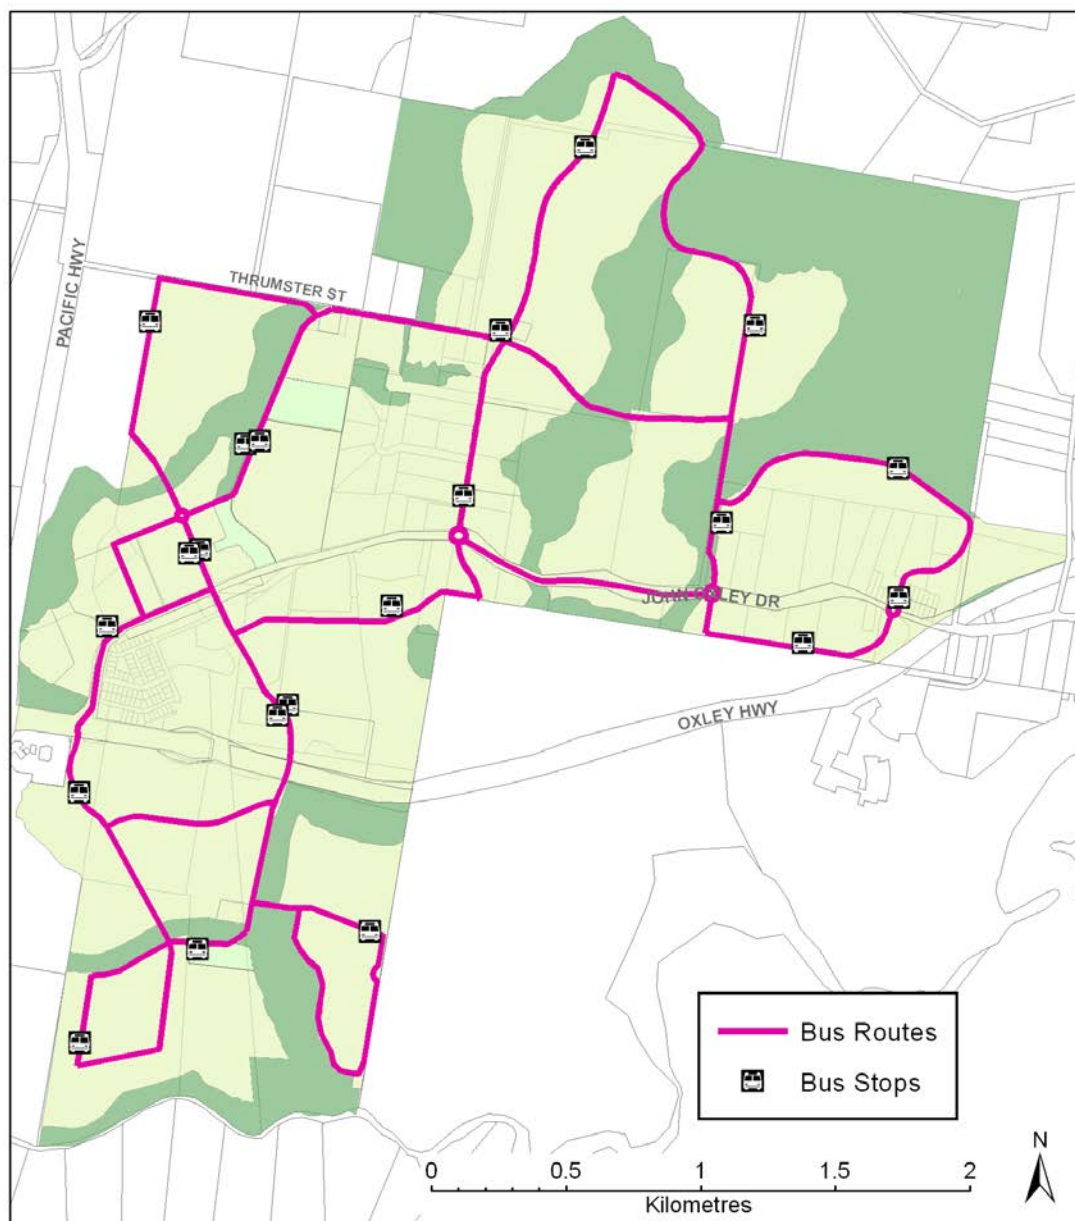 THRUMSTER ST
PACIFIC HWY
JOHN OXLEY DR
OXLEY HWY
Bus Routes
Bus Stops
N
0 0.5 1 1.5 2
Kilometres